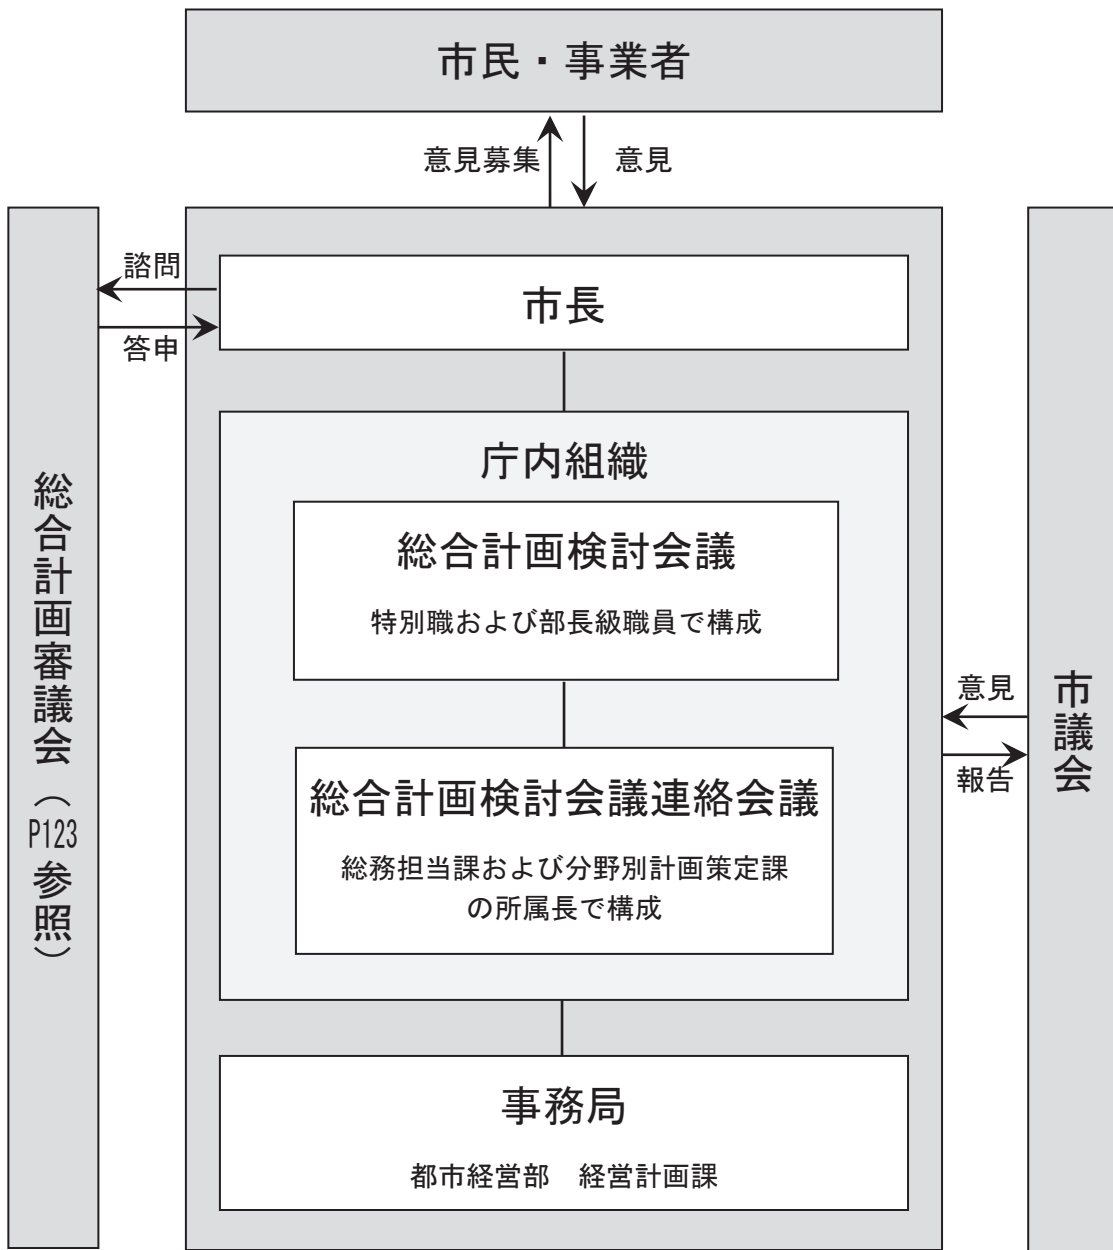 市民・事業者
意見募集
意見
諮問
答申
市長
庁内組織
総合計画検討会議
特別職および部長級職員で構成
総合計画検討会議連絡会議
総務担当課および分野別計画策定課
の所属長で構成
事務局
都市経営部　経営計画課
総合計画審議会（P123参照）
意見
報告
市議会